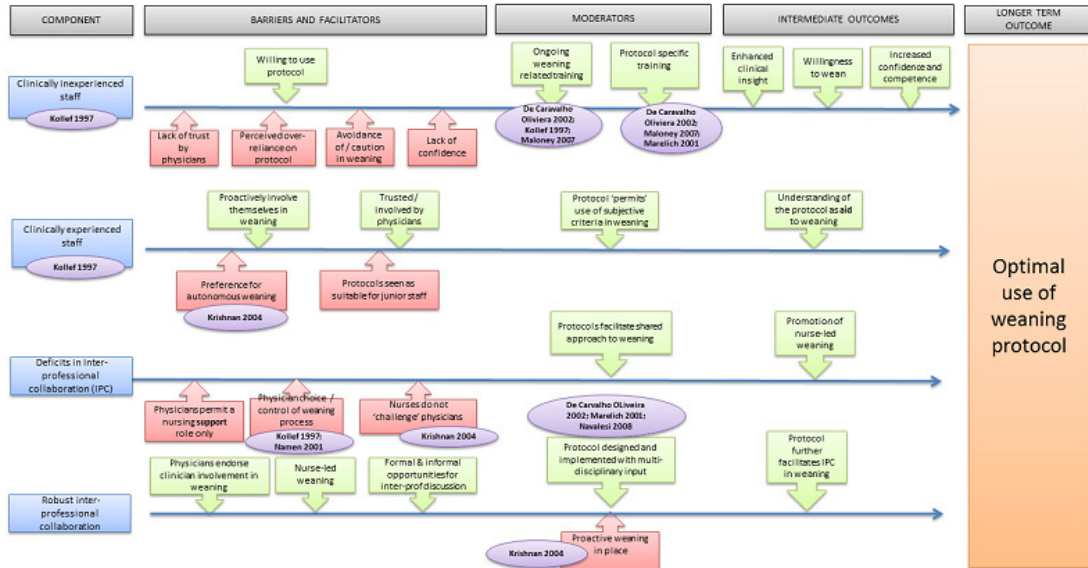 COMPONENT
BARRIERS AND FACILITATORS
MODERATORS
INTERMEDIATE OUTCOMES
LONGER TERM
OUTCOME
Clinically inexperienced
staff
Kollef 1997
Willing to use
protocol
Lack of trust
by
physicians
Perceived over-
reliance on
protocol
Avoidance
of / caution
in weaning
Lack of
confidence
Ongoing
weaning
related training
De Caravalho
Oliviera 2002;
Kollef 1997;
Maloney 2007
Protocol specific
training
De Caravalho
Oliviera 2002;
Maloney 2007;
Marelich 2001
Enhanced
clinical
insight
Willingness
to wean
Increased
confidence and
competence
Clinically experienced
staff
Kollef 1997
Proactively involve
themselves in
weaning
Trusted /
involved by
physicians
Preference for
autonomous weaning
Krishnan 2004
Protocols seen as
suitable for junior staff
Protocol 'permits'
use of subjective
criteria in weaning
Understanding of
the protocol as aid
to weaning
Deficits in Inter-
professional
collaboration (IPC)
Physicians permit a
nursing support
role only
Physician choice /
control of weaning
process
Kollef 1997;
Namen 2001
Nurses do not
'challenge' physicians
Krishnan 2004
Protocols facilitate shared
approach to weaning
De Carvalho OLiveira
2002; Marelich 2001;
Navalesi 2008
Promotion of
nurse-led
weaning
Robust inter-
professional
collaboration
Physicians endorse
clinician involvement in
weaning
Nurse-led
weaning
Formal & informal
opportunities for
inter-prof discussion
Protocol designed and
implemented with multi-
disciplinary input
Proactive weaning
in place
Krishnan 2004
Protocol
further
facilitates IPC
in weaning
Optimal
use of
weaning
protocol